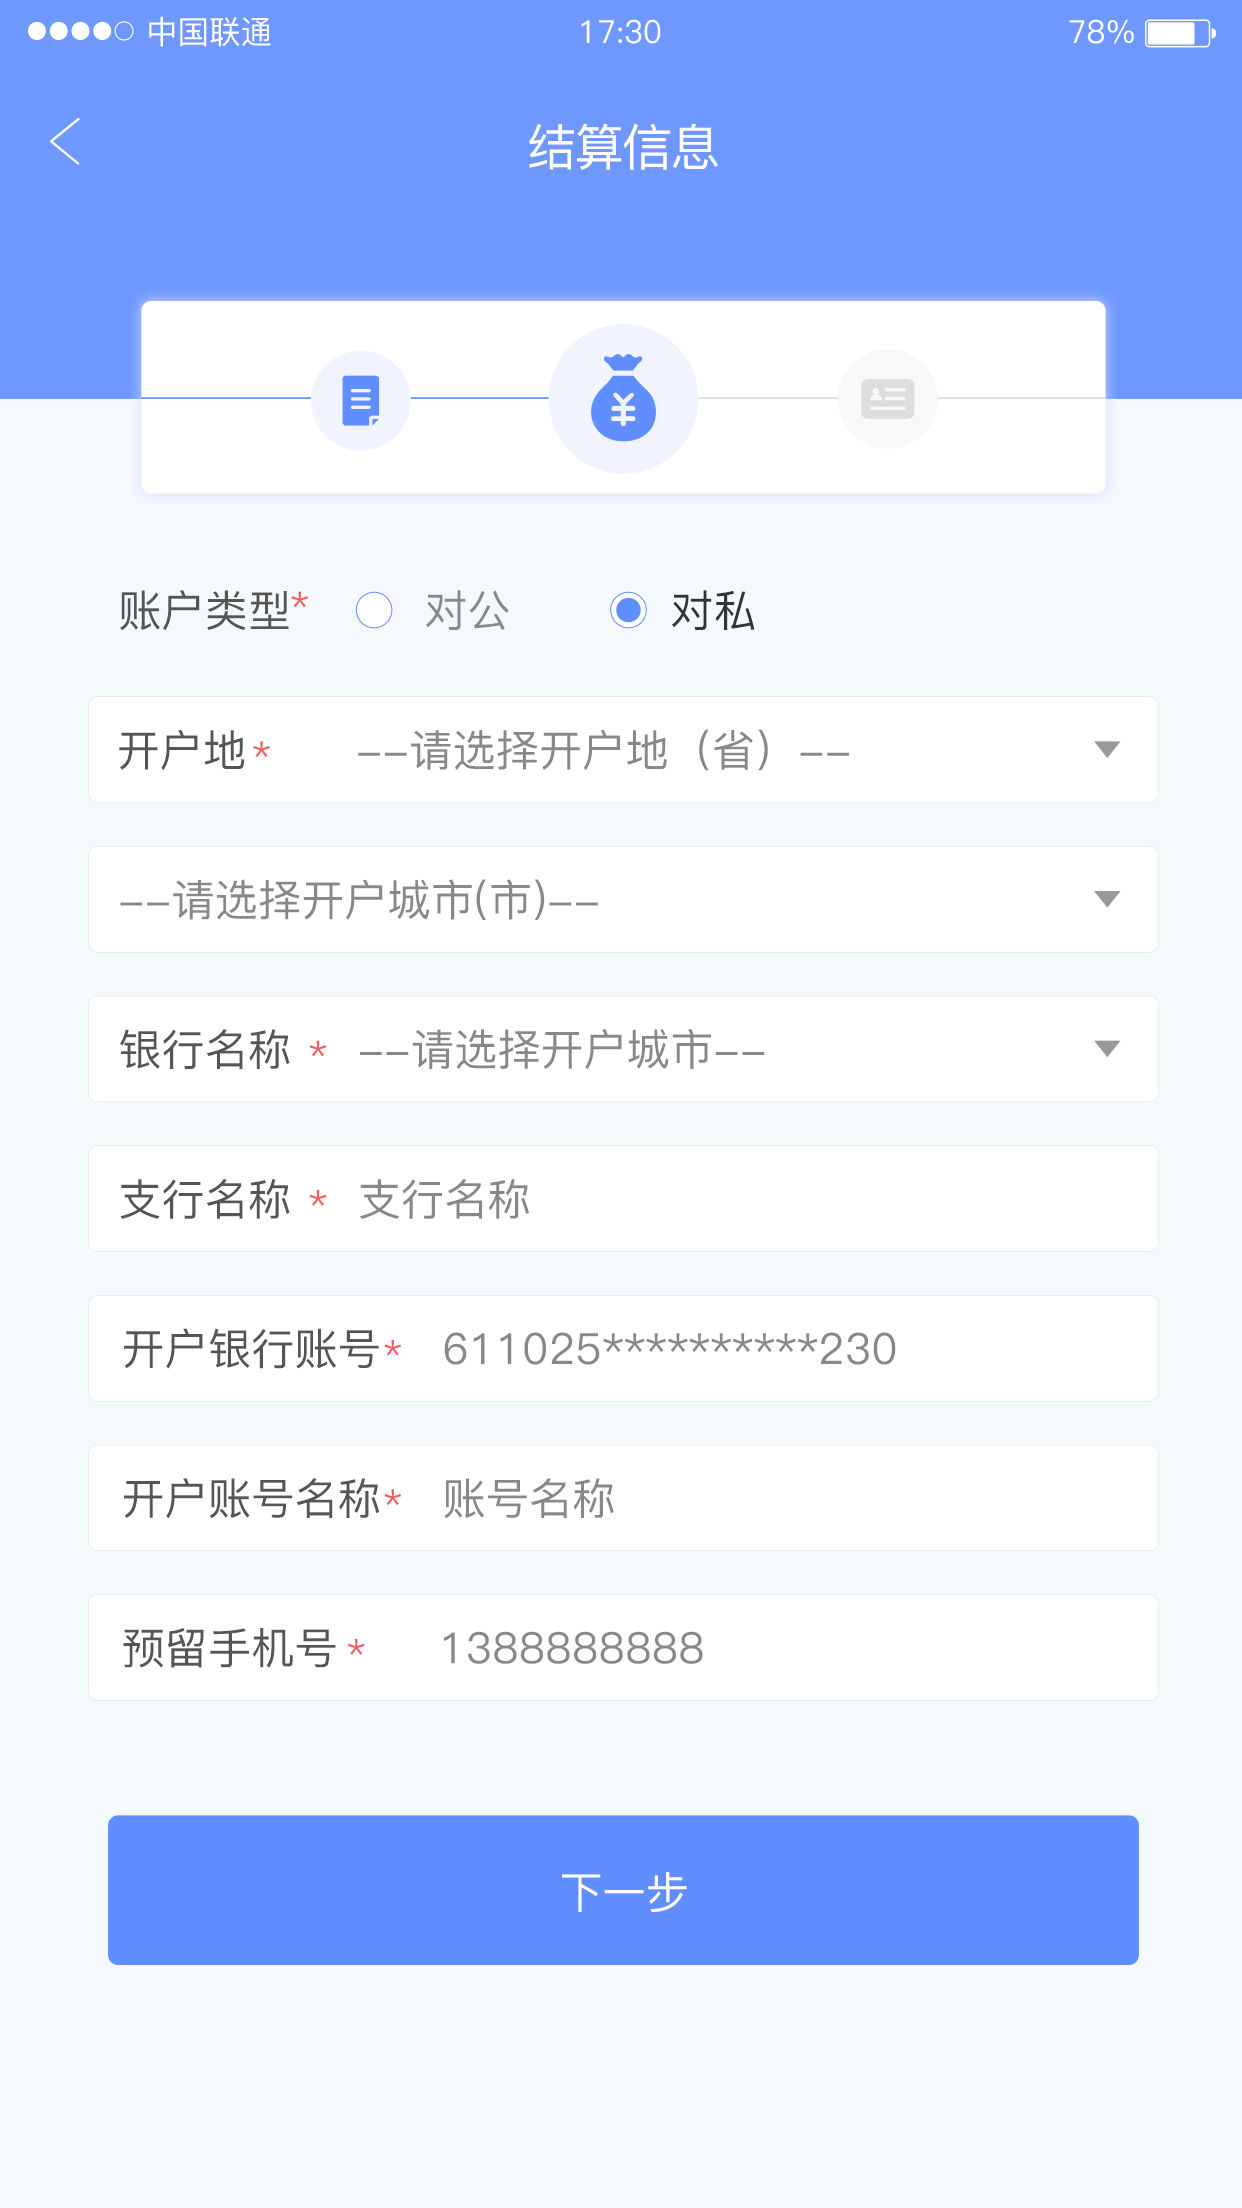 中国联通 17:30 78%
结算信息
账户类型* 对公 对私
开户地 * --请选择开户地（省）--
--请选择开户城市(市)--
银行名称 * --请选择开户城市--
支行名称 * 支行名称
开户银行账号* 611025**********230
开户账号名称* 账号名称
预留手机号 * 1388888888
下一步